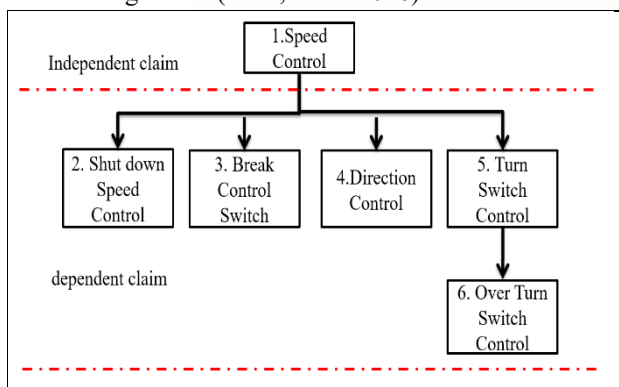 1.Speed
Control
Independent claim
2. Shut down
Speed
Control
3. Break
Control
Switch
4.Direction
Control
5. Turn
Switch
Control
dependent claim
6. Over Turn
Switch
Control